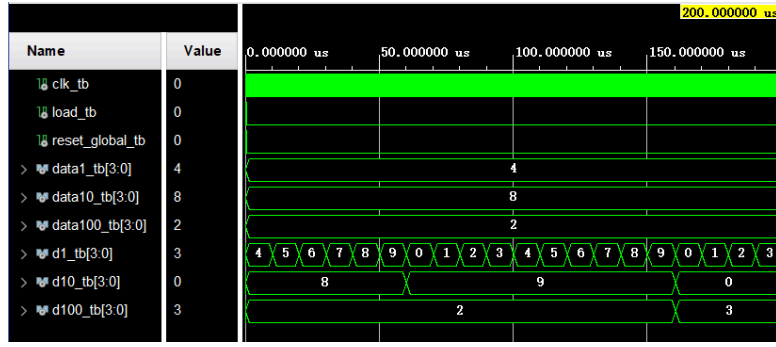 200.000000 us
Name Value 0.000000 us 50.000000 us 100.000000 us 150.000000 us
clk_tb 0
load_tb 0
reset_global_tb 0
data1_tb[3:0] 4 4
data10_tb[3:0] 8 8
data100_tb[3:0] 2 2
d1_tb[3:0] 3 4 5 6 7 8 9 0 1 2 3 4 5 6 7 8 9 0 1 2 3
d10_tb[3:0] 0 8 9 0
d100_tb[3:0] 3 2 3